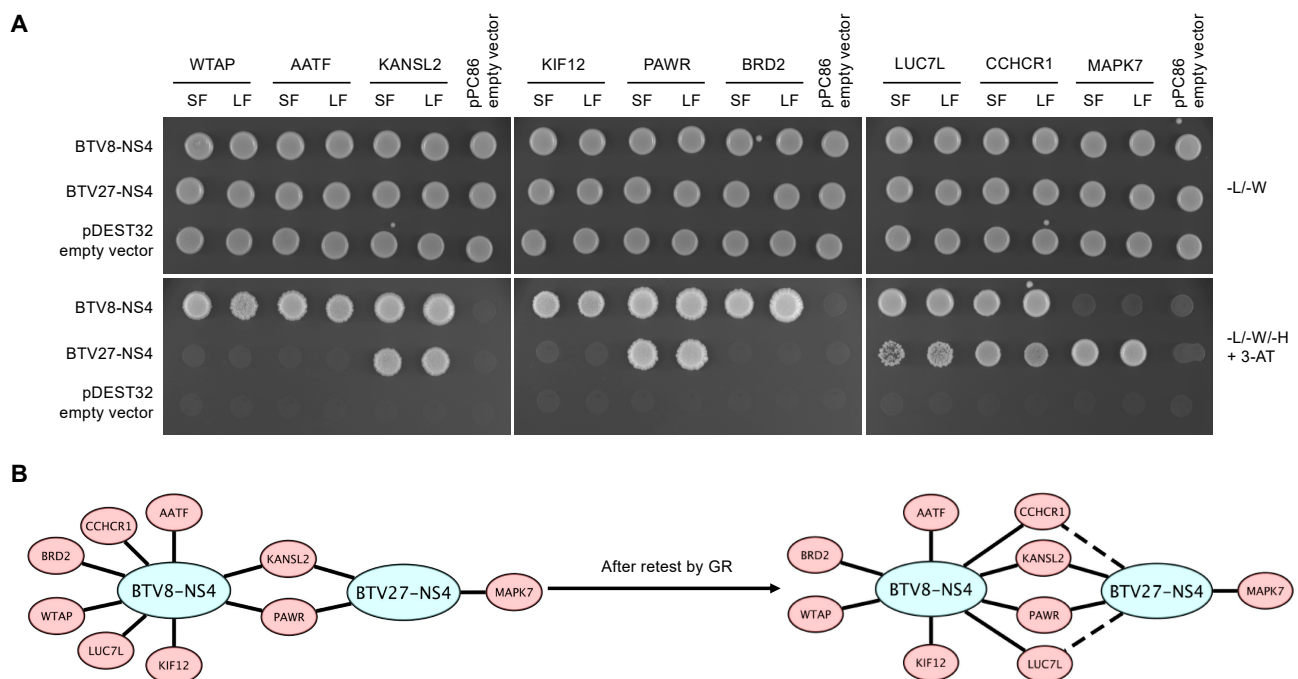 A
WTAP AATF KANSL2 pPC86 empty vector KIF12 PAWR BRD2 pPC86 empty vector LUC7L CCHCR1 MAPK7 pPC86 empty vector
SF LF SF LF SF LF SF LF SF LF SF LF SF LF SF LF SF LF
BTV8-NS4
BTV27-NS4
-L/-W
pDEST32
empty vector
BTV8-NS4
BTV27-NS4
-L/-W/-H
+ 3-AT
pDEST32
empty vector
B
AATF
CCHCR1
BRD2
KANSL2
BTV8-NS4
BTV27-NS4
MAPK7
WTAP
PAWR
LUC7L
KIF12
After retest by GR
AATF
CCHCR1
BRD2
KANSL2
BTV8-NS4
BTV27-NS4
MAPK7
WTAP
PAWR
KIF12
LUC7L